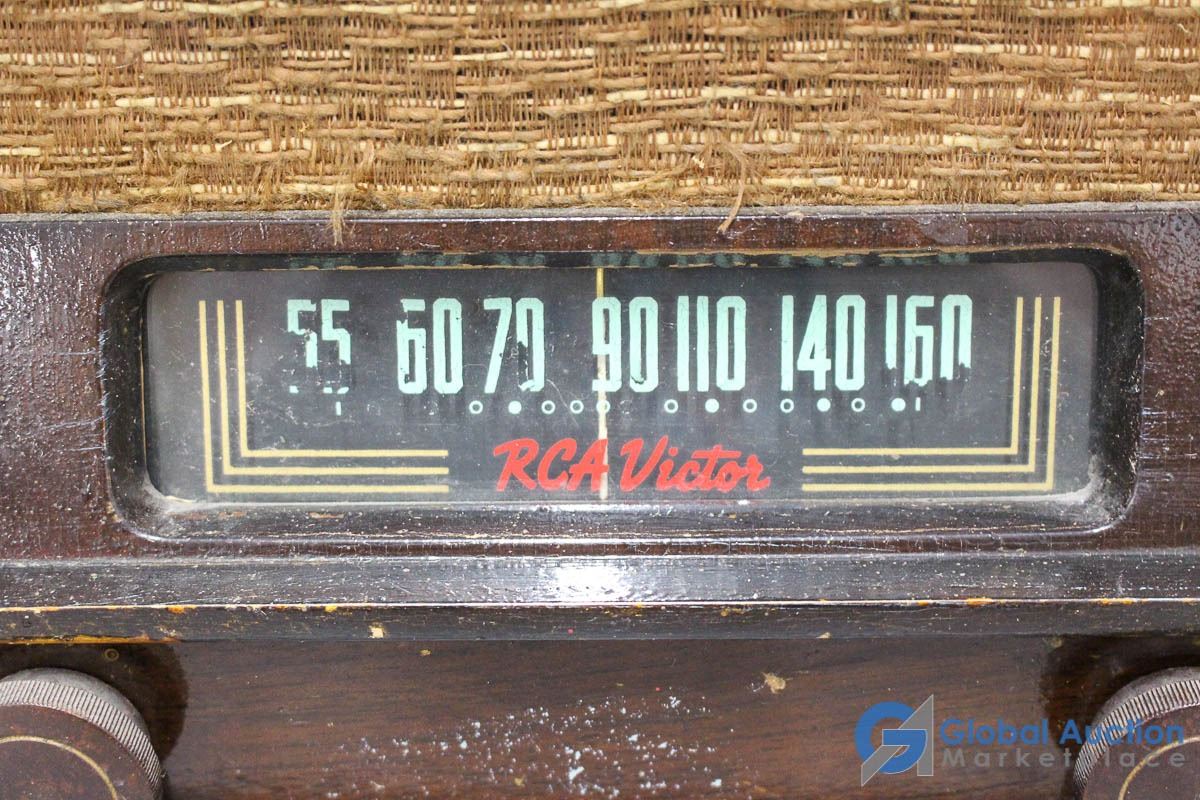 55 60 70 90 110 140 160
RCA Victor
Global Auction
Marketplace